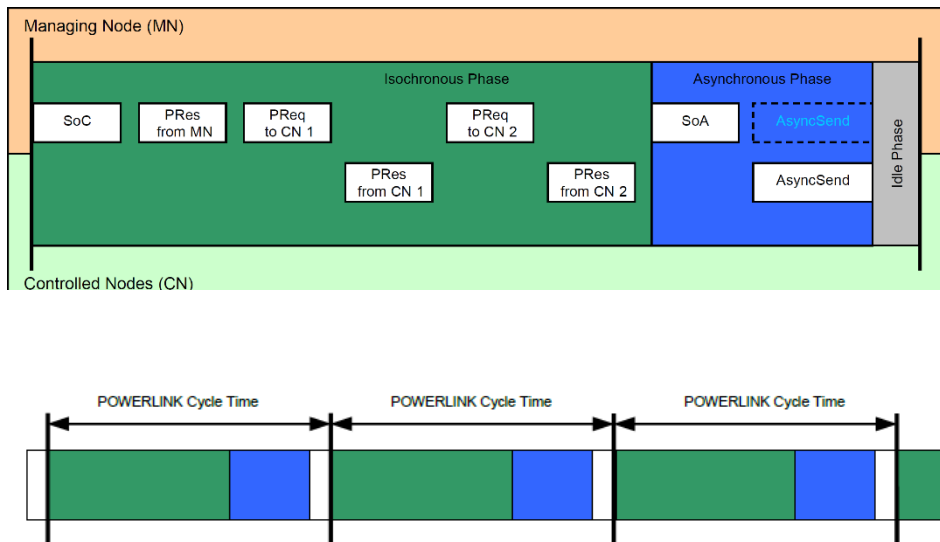 Managing Node (MN)
Isochronous Phase
Asynchronous Phase
SoC
PRes
from MN
PReq
to CN 1
PReq
to CN 2
SoA
AsyncSend
PRes
from CN 1
PRes
from CN 2
AsyncSend
Idle Phase
Controlled Nodes (CN)
POWERLINK Cycle Time
POWERLINK Cycle Time
POWERLINK Cycle Time